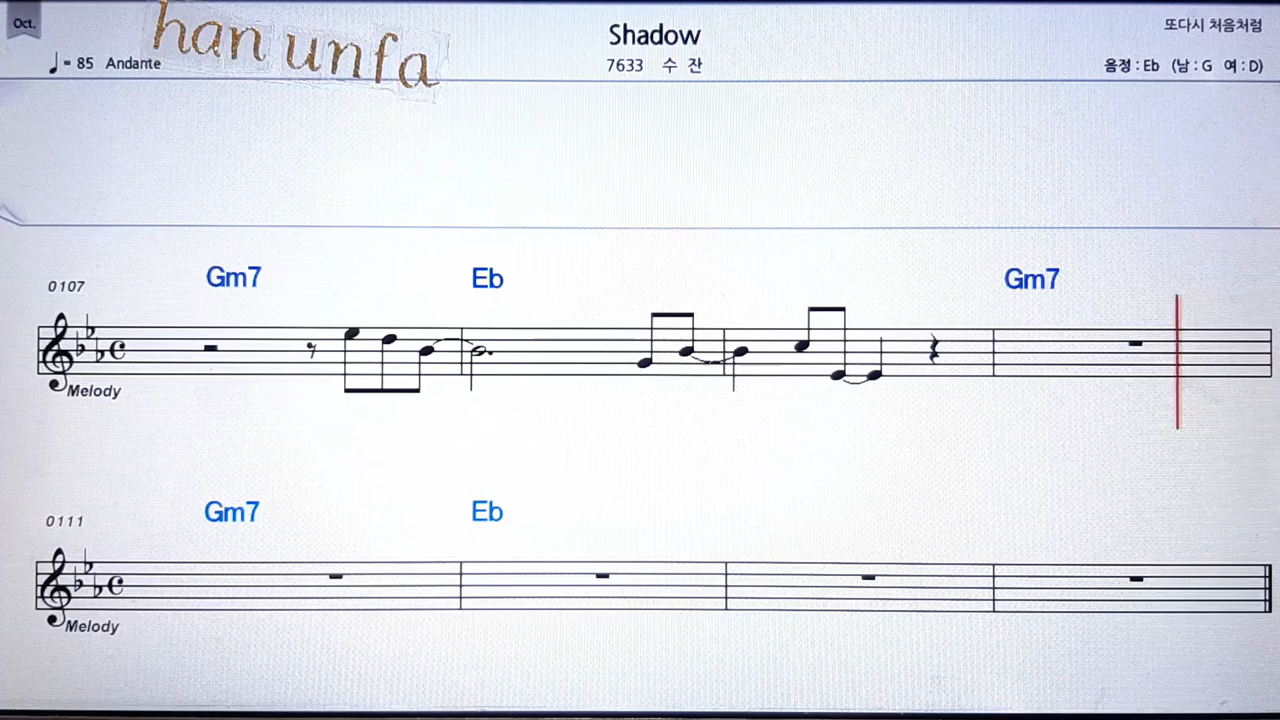 Oct.
han unfa
Shadow
또다시 처음처럼
♩= 85 Andante
7633 수 잔
음정 : Eb (남 : G 여 : D)
Gm7 Eb Gm7
0107
Melody
Gm7 Eb
0111
Melody